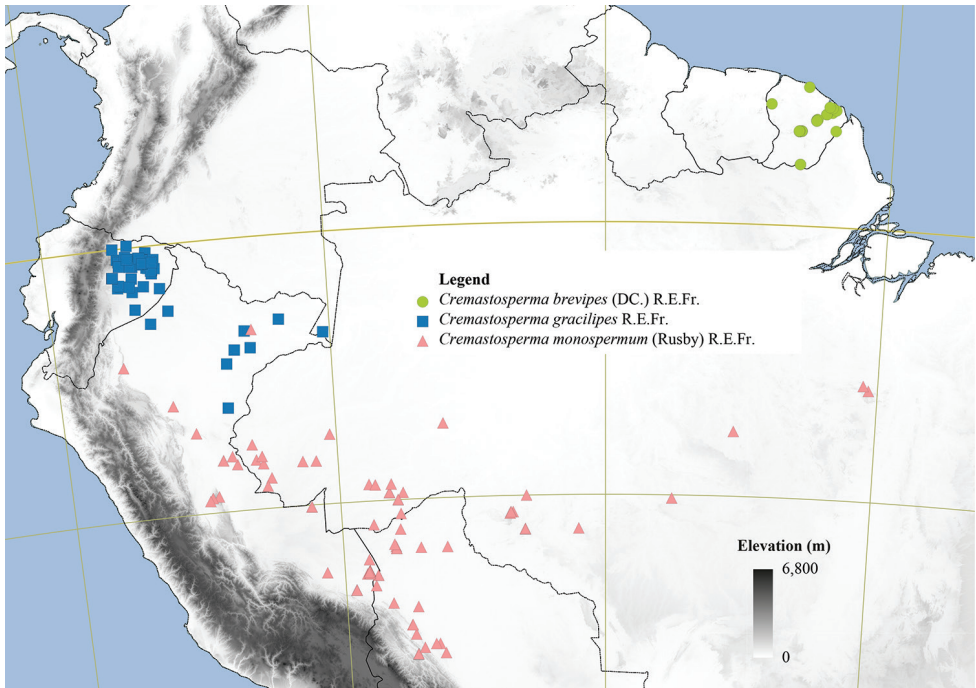 Legend
Cremastosperma brevipes (DC.) R.E.Fr.
Cremastosperma gracilipes R.E.Fr.
Cremastosperma monospermum (Rusby) R.E.Fr.
Elevation (m)
6,800
0